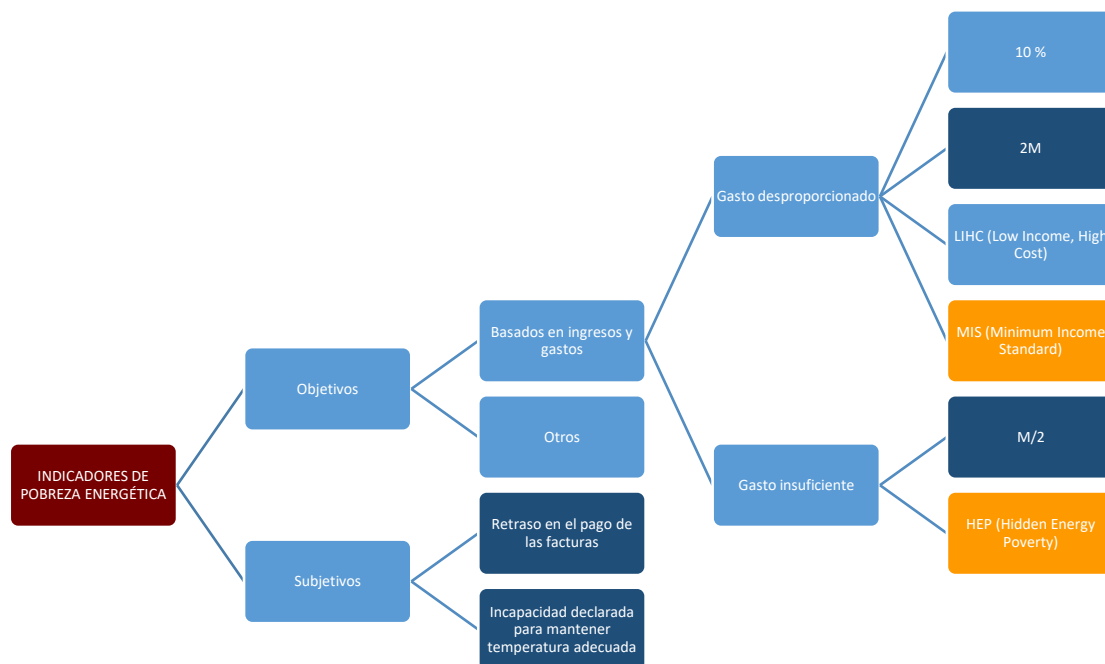 10 %
2M
Gasto desproporcionado
LIHC (Low Income, High
Cost)
Basados en ingresos y
gastos
MIS (Minimum Income
Standard)
Objetivos
Otros
M/2
INDICADORES DE
POBREZA ENERGÉTICA
Gasto insuficiente
Retraso en el pago de
las facturas
HEP (Hidden Energy
Poverty)
Subjetivos
Incapacidad declarada
para mantener
temperatura adecuada